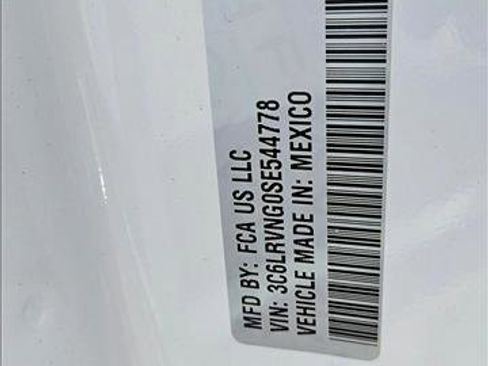 MFD BY: FCA US LLC
VIN: 3C6LRVNG0SE544778
VEHICLE MADE IN: MEXICO